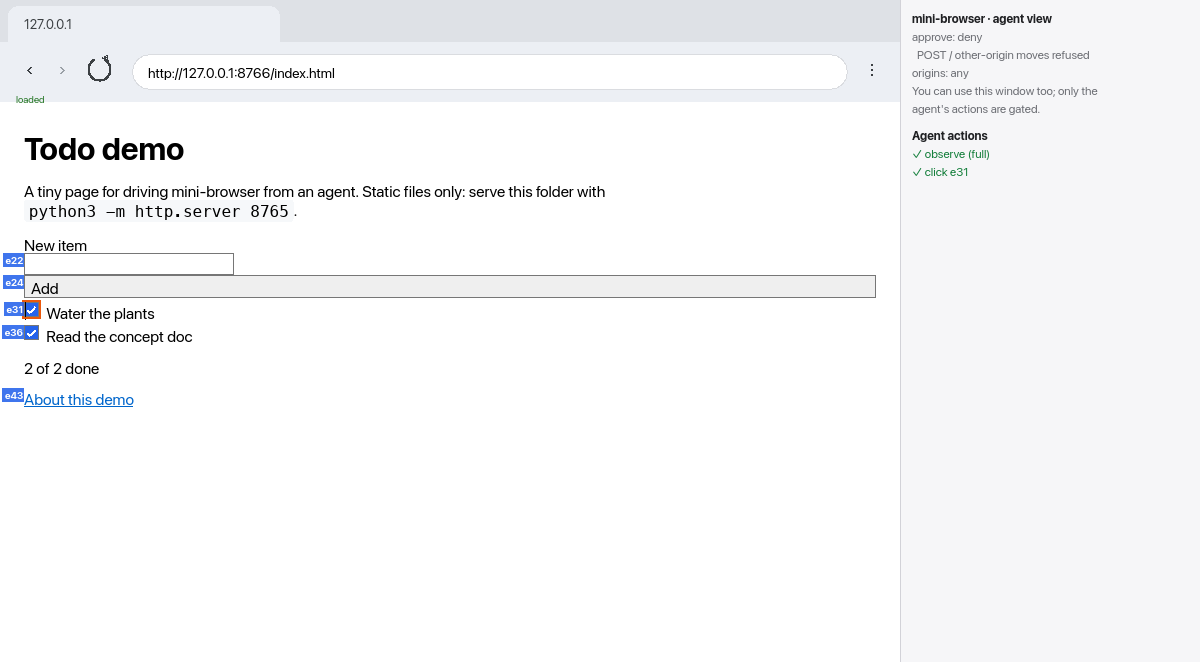 127.0.0.1
http://127.0.0.1:8766/index.html
loaded
Todo demo
A tiny page for driving mini-browser from an agent. Static files only: serve this folder with
python3 —m http.server 8765 .
New item
e22
e24 Add
e31 Water the plants
e36 Read the concept doc
2 of 2 done
e43 About this demo
mini-browser · agent view
approve: deny
POST / other-origin moves refused
origins: any
You can use this window too; only the
agent's actions are gated.
Agent actions
✓ observe (full)
✓ click e31